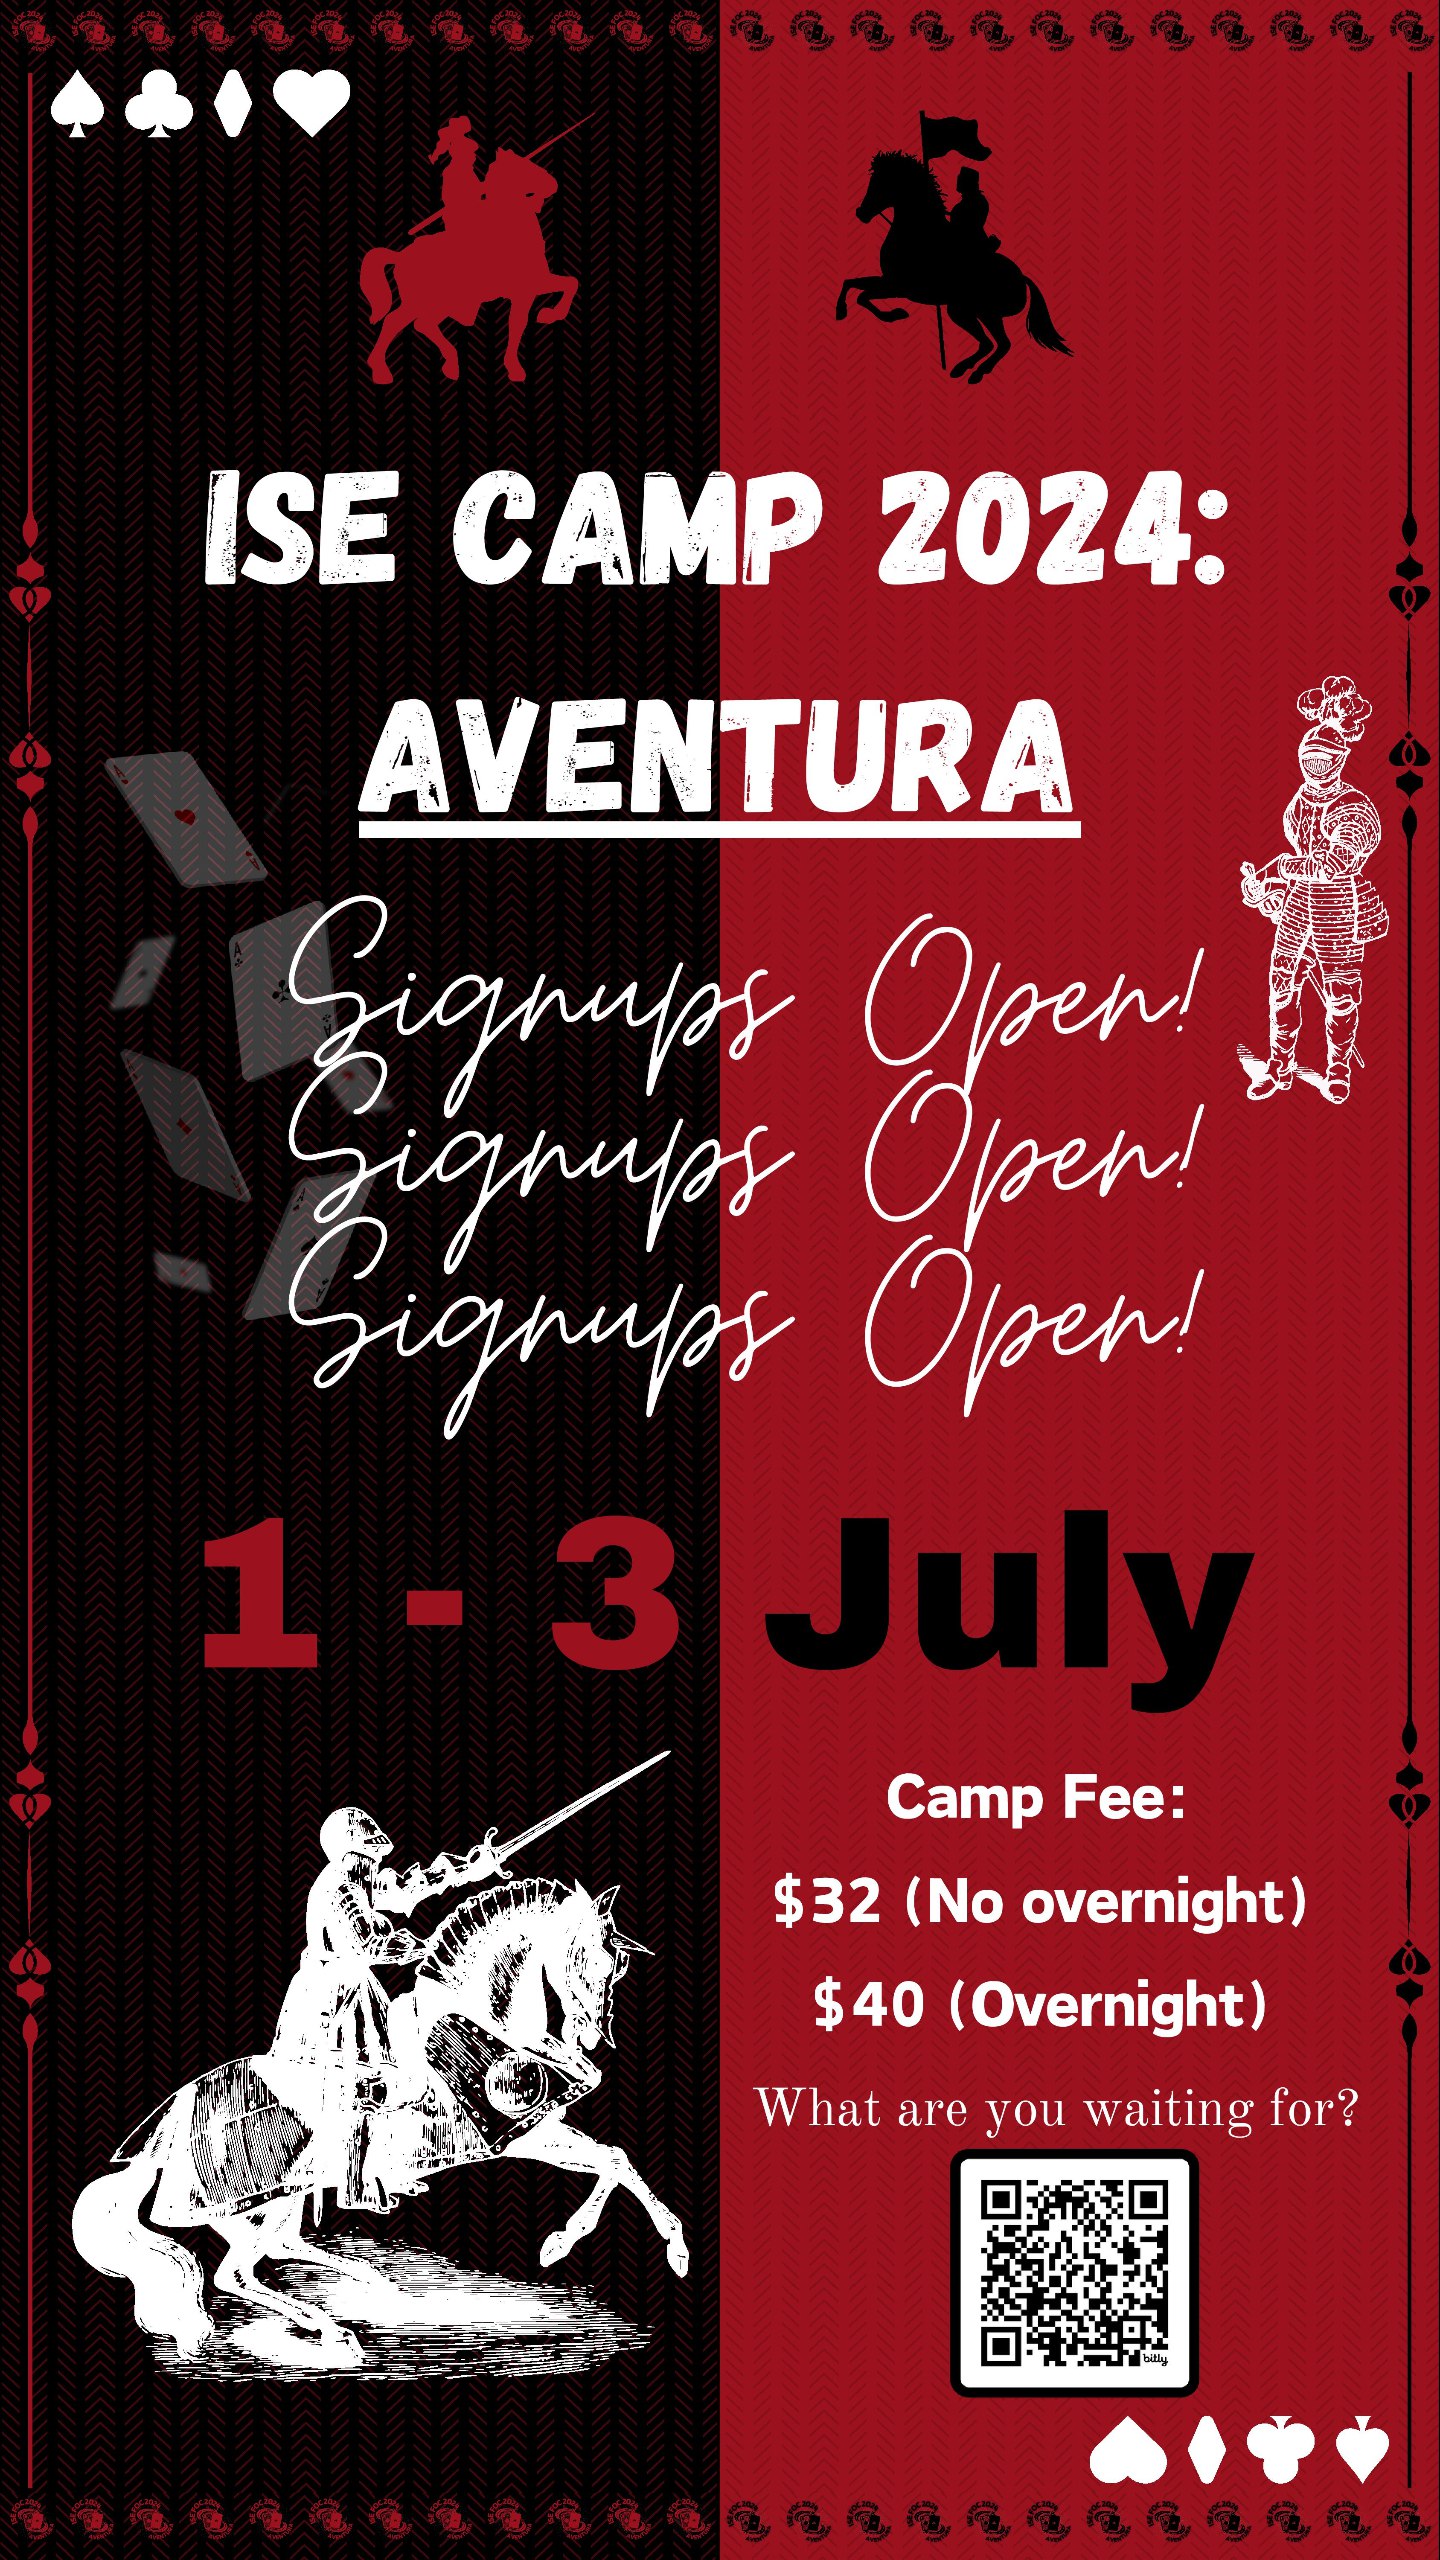 ISE CAMP 2024:
AVENTURA
Signups Open!
Signups Open!
Signups Open!
1 - 3 July
Camp Fee:
$32 (No overnight)
$40 (Overnight)
What are you waiting for?
bitly